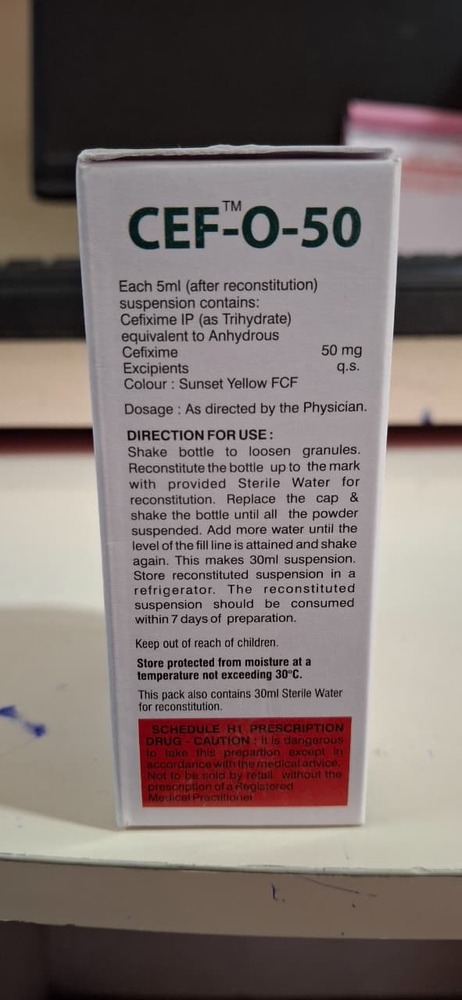 CEF-O-50™
Each 5ml (after reconstitution)
suspension contains:
Cefixime IP (as Trihydrate)
equivalent to Anhydrous
Cefixime 50 mg
Excipients q.s.
Colour : Sunset Yellow FCF
Dosage : As directed by the Physician.
DIRECTION FOR USE :
Shake bottle to loosen granules.
Reconstitute the bottle up to the mark
with provided Sterile Water for
reconstitution. Replace the cap &
shake the bottle until all the powder
suspended. Add more water until the
level of the fill line is attained and shake
again. This makes 30ml suspension.
Store reconstituted suspension in a
refrigerator. The reconstituted
suspension should be consumed
within 7 days of preparation.
Keep out of reach of children.
Store protected from moisture at a
temperature not exceeding 30°C.
This pack also contains 30ml Sterile Water
for reconstitution.
SCHEDULE H1 PRESCRIPTION
DRUG - CAUTION : It is dangerous
to take this prepartion except in
accordance with the medical advice.
Not to be sold by retail without the
prescription of a Registered
Medical Practitioner